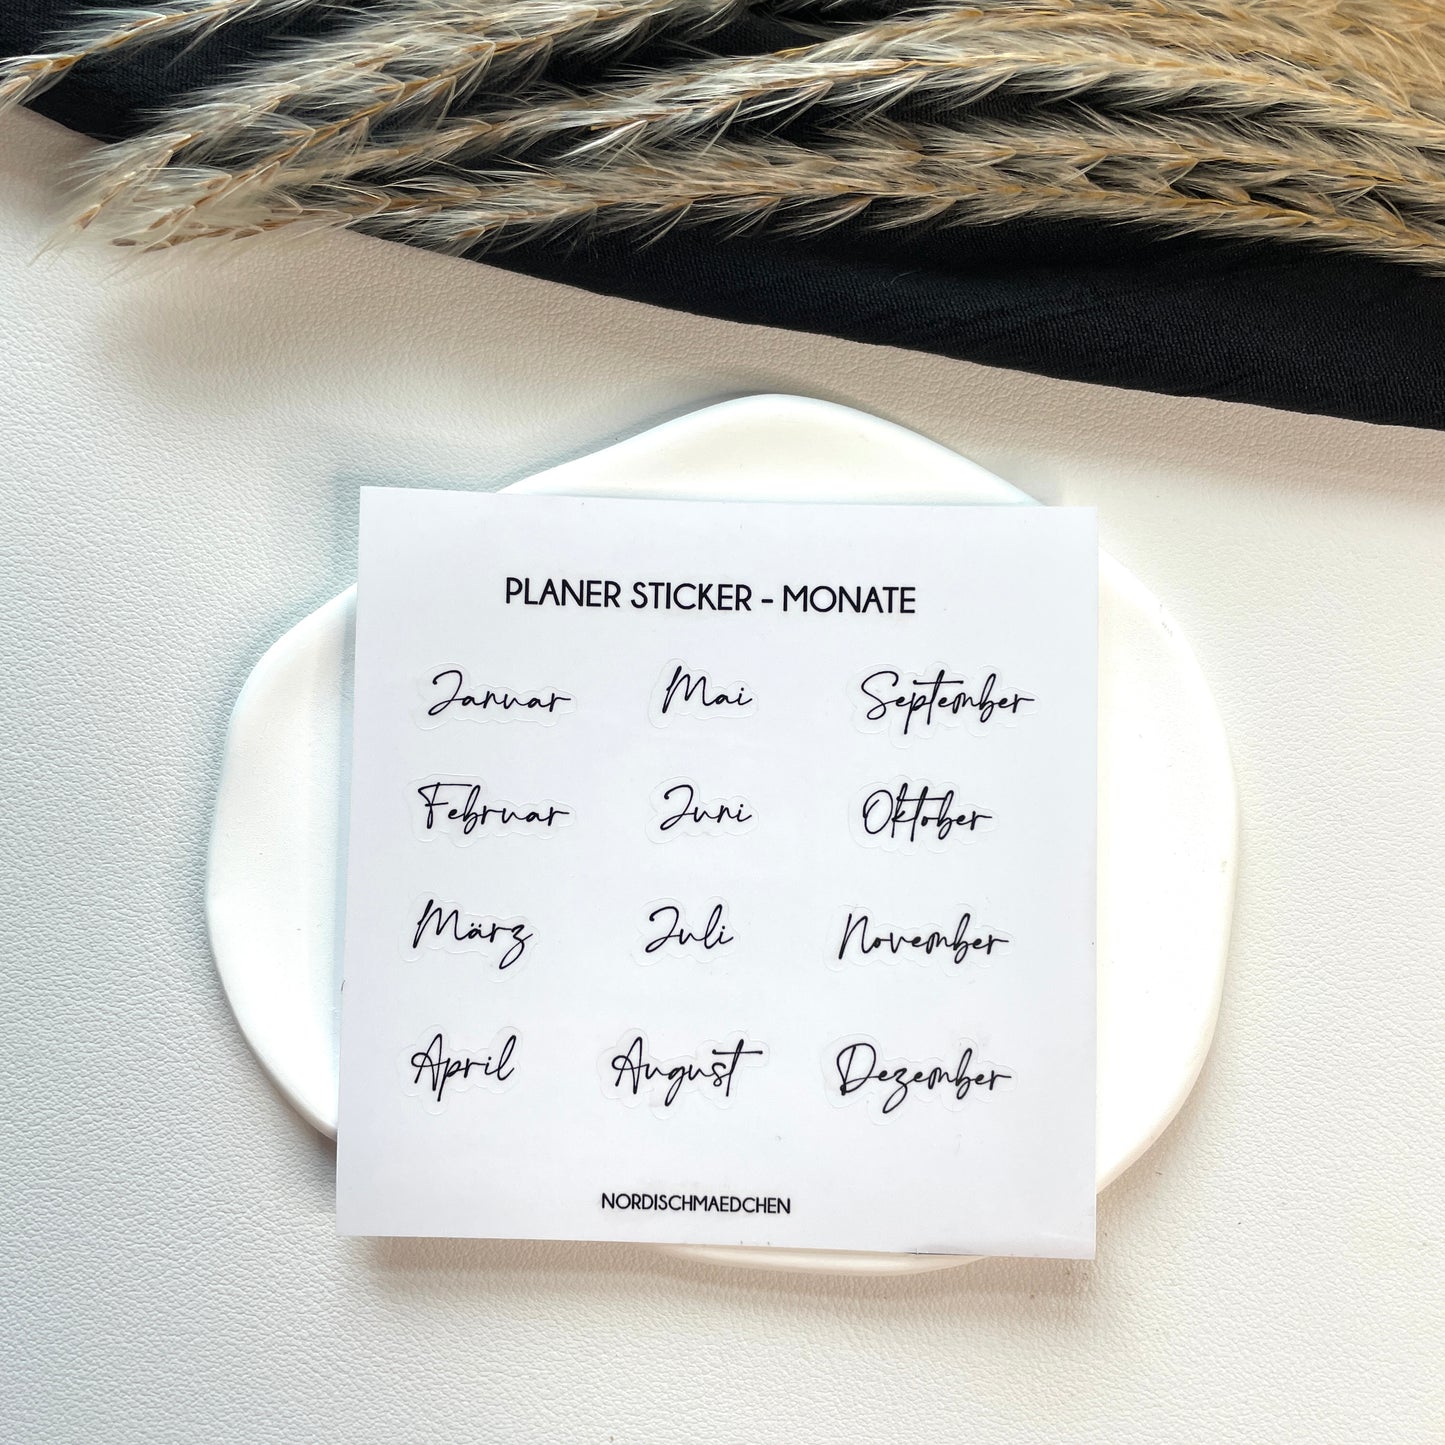 PLANER STICKER - MONATE
Januar Mai September
Februar Juni Oktober
März Juli November
April August Dezember
NORDISCHMAEDCHEN